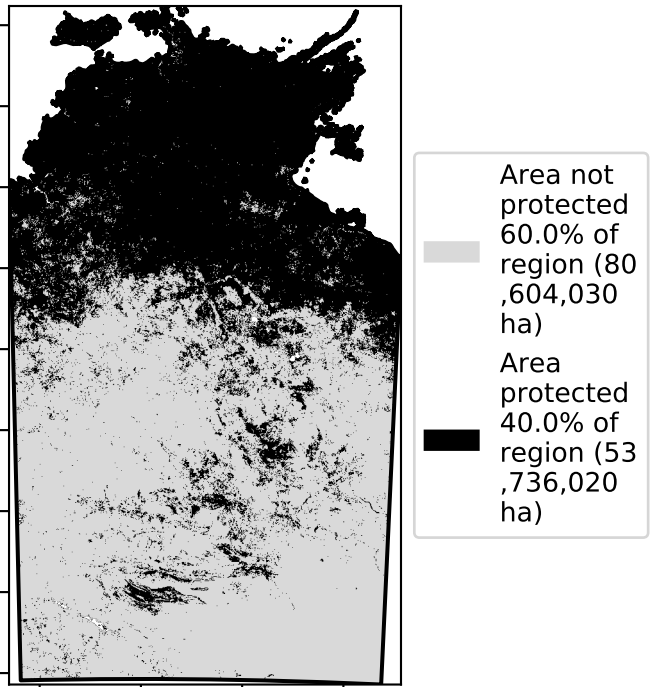 Area not
protected
60.0% of
region (80
,604,030
ha)
Area
protected
40.0% of
region (53
,736,020
ha)